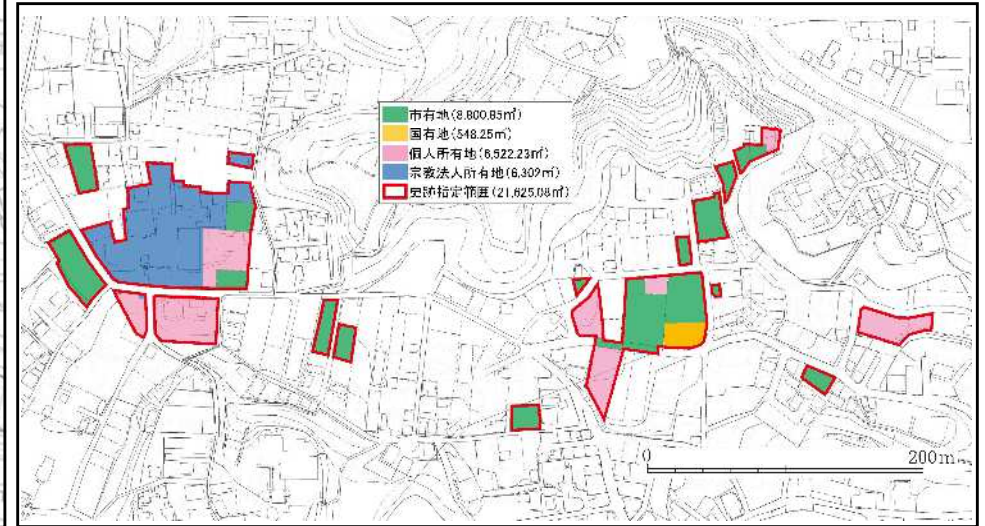 市有地(8,800.85㎡)
国有地(548.25㎡)
個人所有地(6,522.23㎡)
宗教法人所有地(6,302㎡)
史跡指定範囲(21,625.08㎡)
0 200m